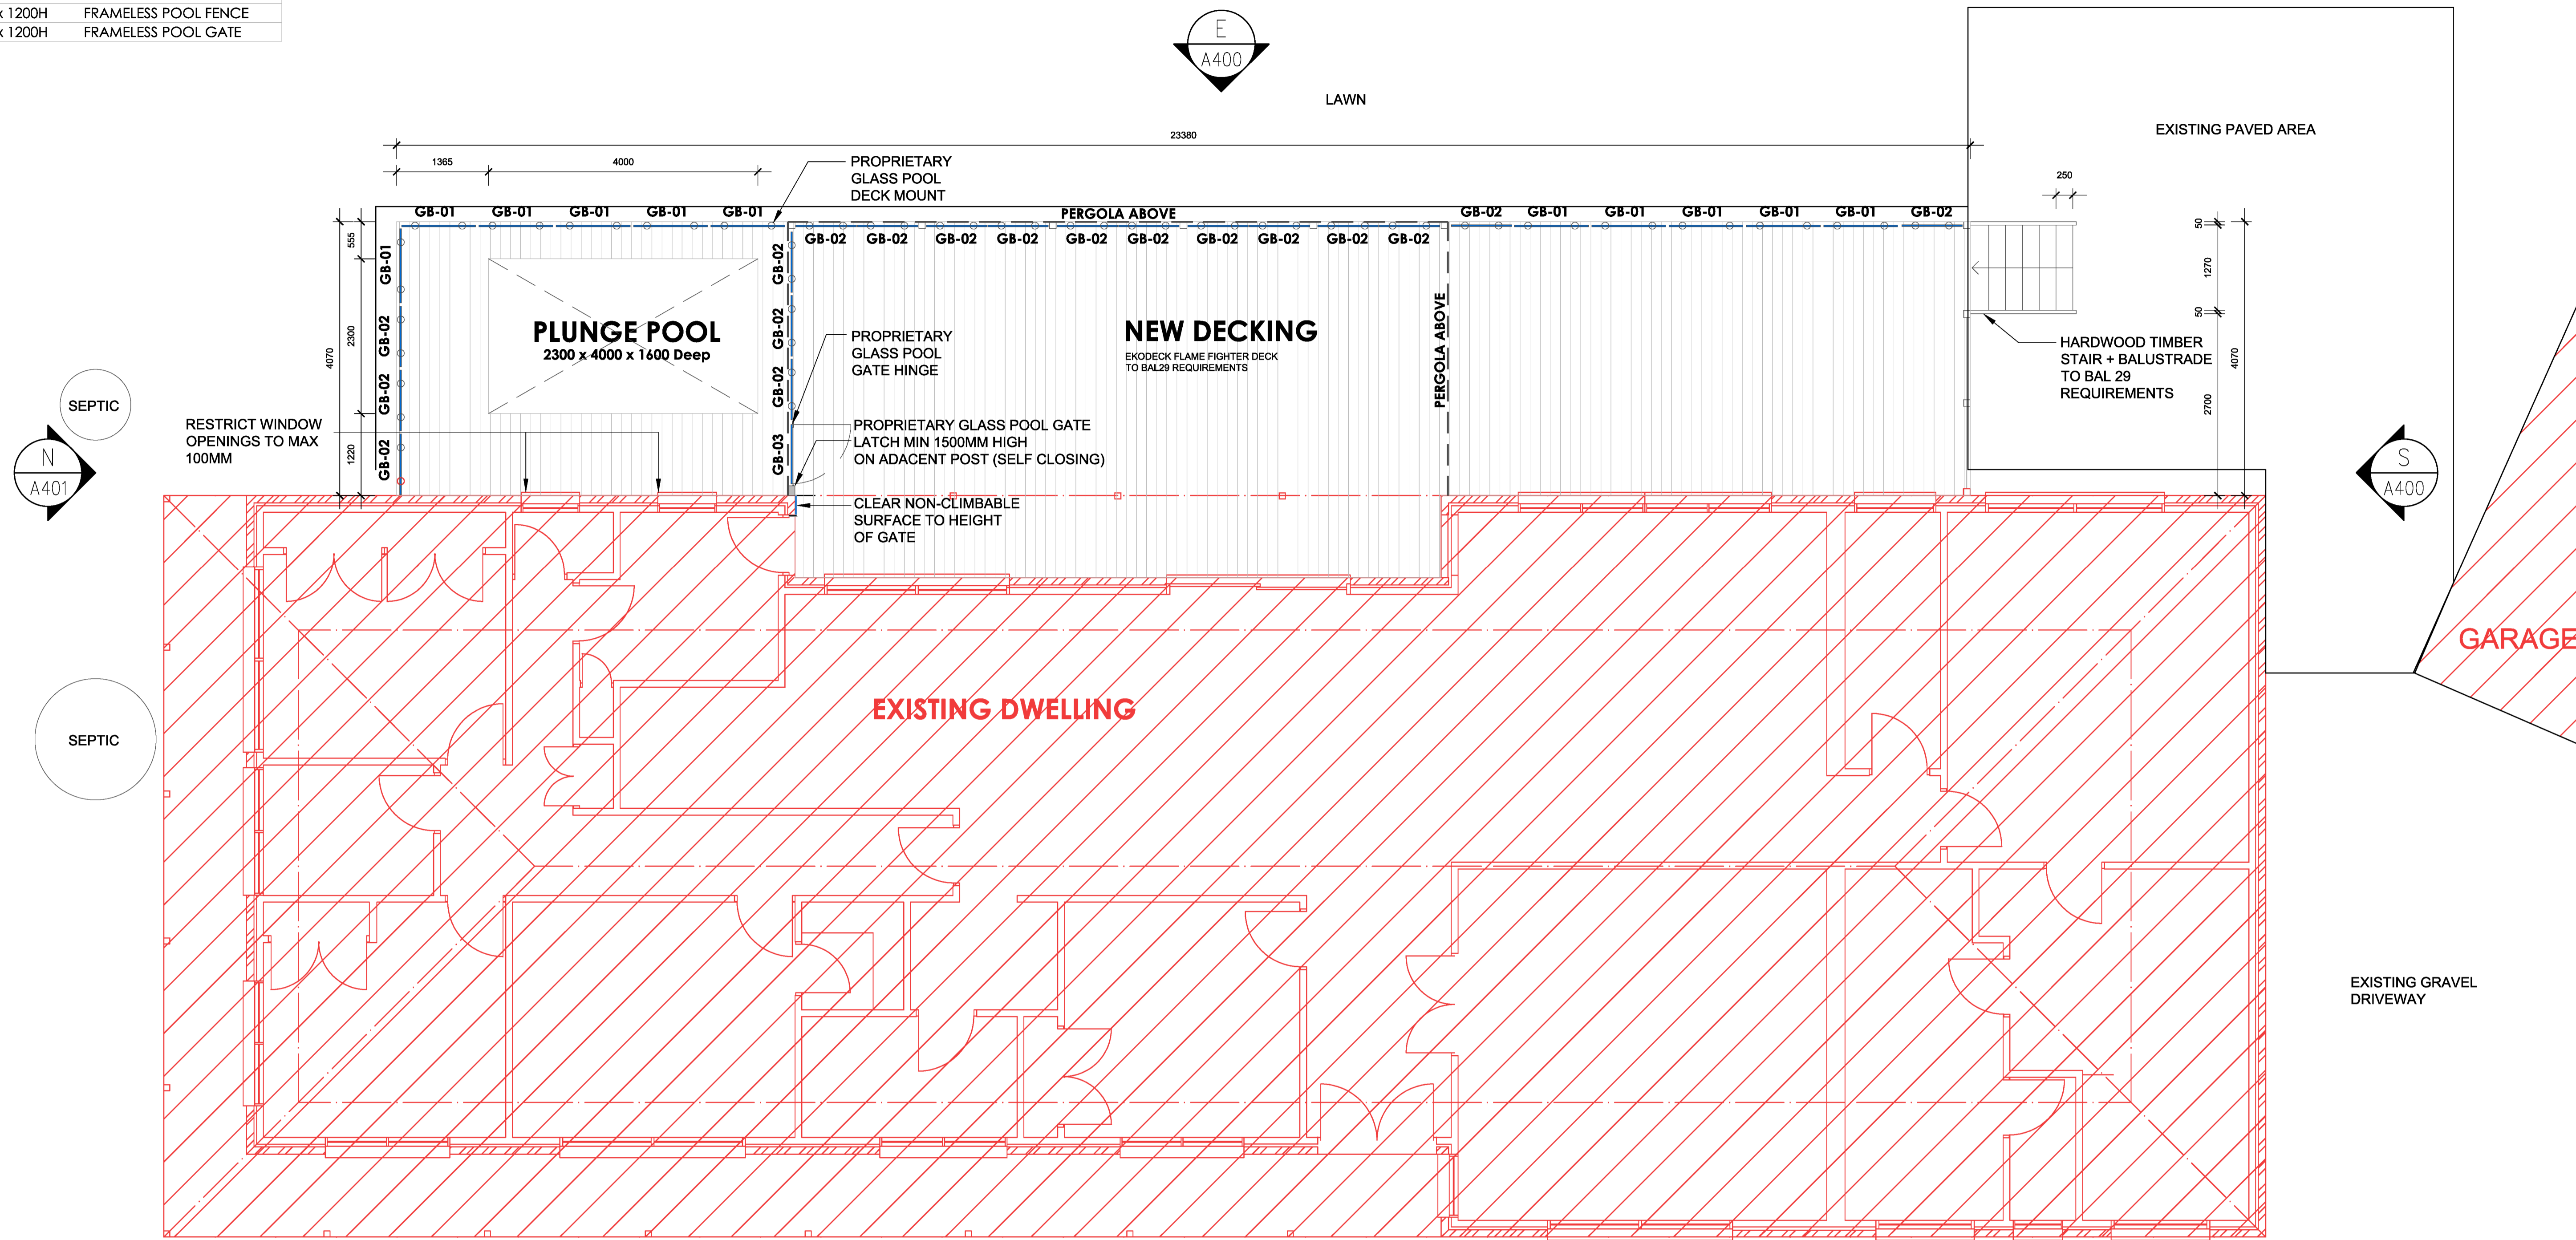 x 1200H FRAMELESS POOL FENCE
x 1200H FRAMELESS POOL GATE
E
A400
LAWN
EXISTING PAVED AREA
23380
1365
4000
PROPRIETARY
GLASS POOL
DECK MOUNT
250
GB-01 GB-01 GB-01 GB-01 GB-01
PERGOLA ABOVE
GB-02 GB-01 GB-01 GB-01 GB-01 GB-01 GB-02
GB-02 GB-02 GB-02 GB-02 GB-02 GB-02 GB-02 GB-02 GB-02 GB-02
4070
555
2300
1220
GB-01
GB-02
GB-02
GB-02
GB-02
GB-02
GB-02
GB-03
PLUNGE POOL
2300 x 4000 x 1600 Deep
PROPRIETARY
GLASS POOL
GATE HINGE
NEW DECKING
EKODECK FLAME FIGHTER DECK
TO BAL29 REQUIREMENTS
PERGOLA ABOVE
50
1270
50
2700
4070
HARDWOOD TIMBER
STAIR + BALUSTRADE
TO BAL 29
REQUIREMENTS
SEPTIC
RESTRICT WINDOW
OPENINGS TO MAX
100MM
N
A401
PROPRIETARY GLASS POOL GATE
LATCH MIN 1500MM HIGH
ON ADACENT POST (SELF CLOSING)
S
A400
CLEAR NON-CLIMBABLE
SURFACE TO HEIGHT
OF GATE
GARAGE
EXISTING DWELLING
SEPTIC
EXISTING GRAVEL
DRIVEWAY